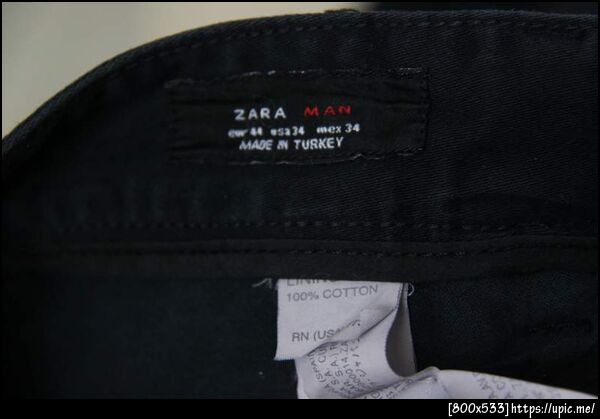 ZARA MAN
eur 44 usa 34 mex 34
MADE IN TURKEY
LINING
100% COTTON
RN (USA
[800x533]https://upic.me/